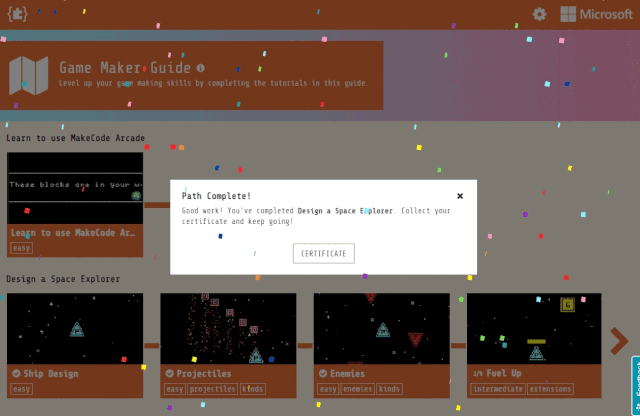 Microsoft
Game Maker Guide
Level up your game making skills by completing the tutorials in this guide.
Learn to use MakeCode Arcade
These blocks are in your w
Learn to use MakeCode Ar...
easy
Path Complete!
Good work! You've completed Design a Space Explorer. Collect your
certificate and keep going!
CERTIFICATE
Design a Space Explorer
Ship Design
easy
Projectiles
easy projectiles kinds
Enemies
easy enemies kinds
Fuel Up
intermediate extensions
Feedback